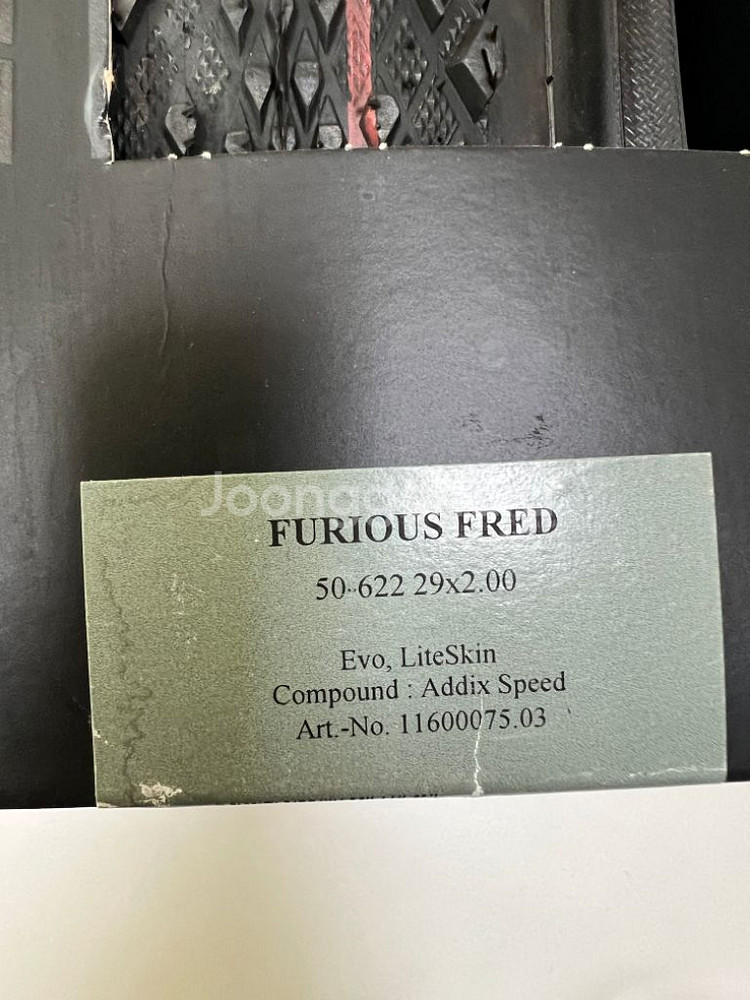 FURIOUS FRED
50-622 29x2.00
Evo, LiteSkin
Compound : Addix Speed
Art.-No. 11600075.03